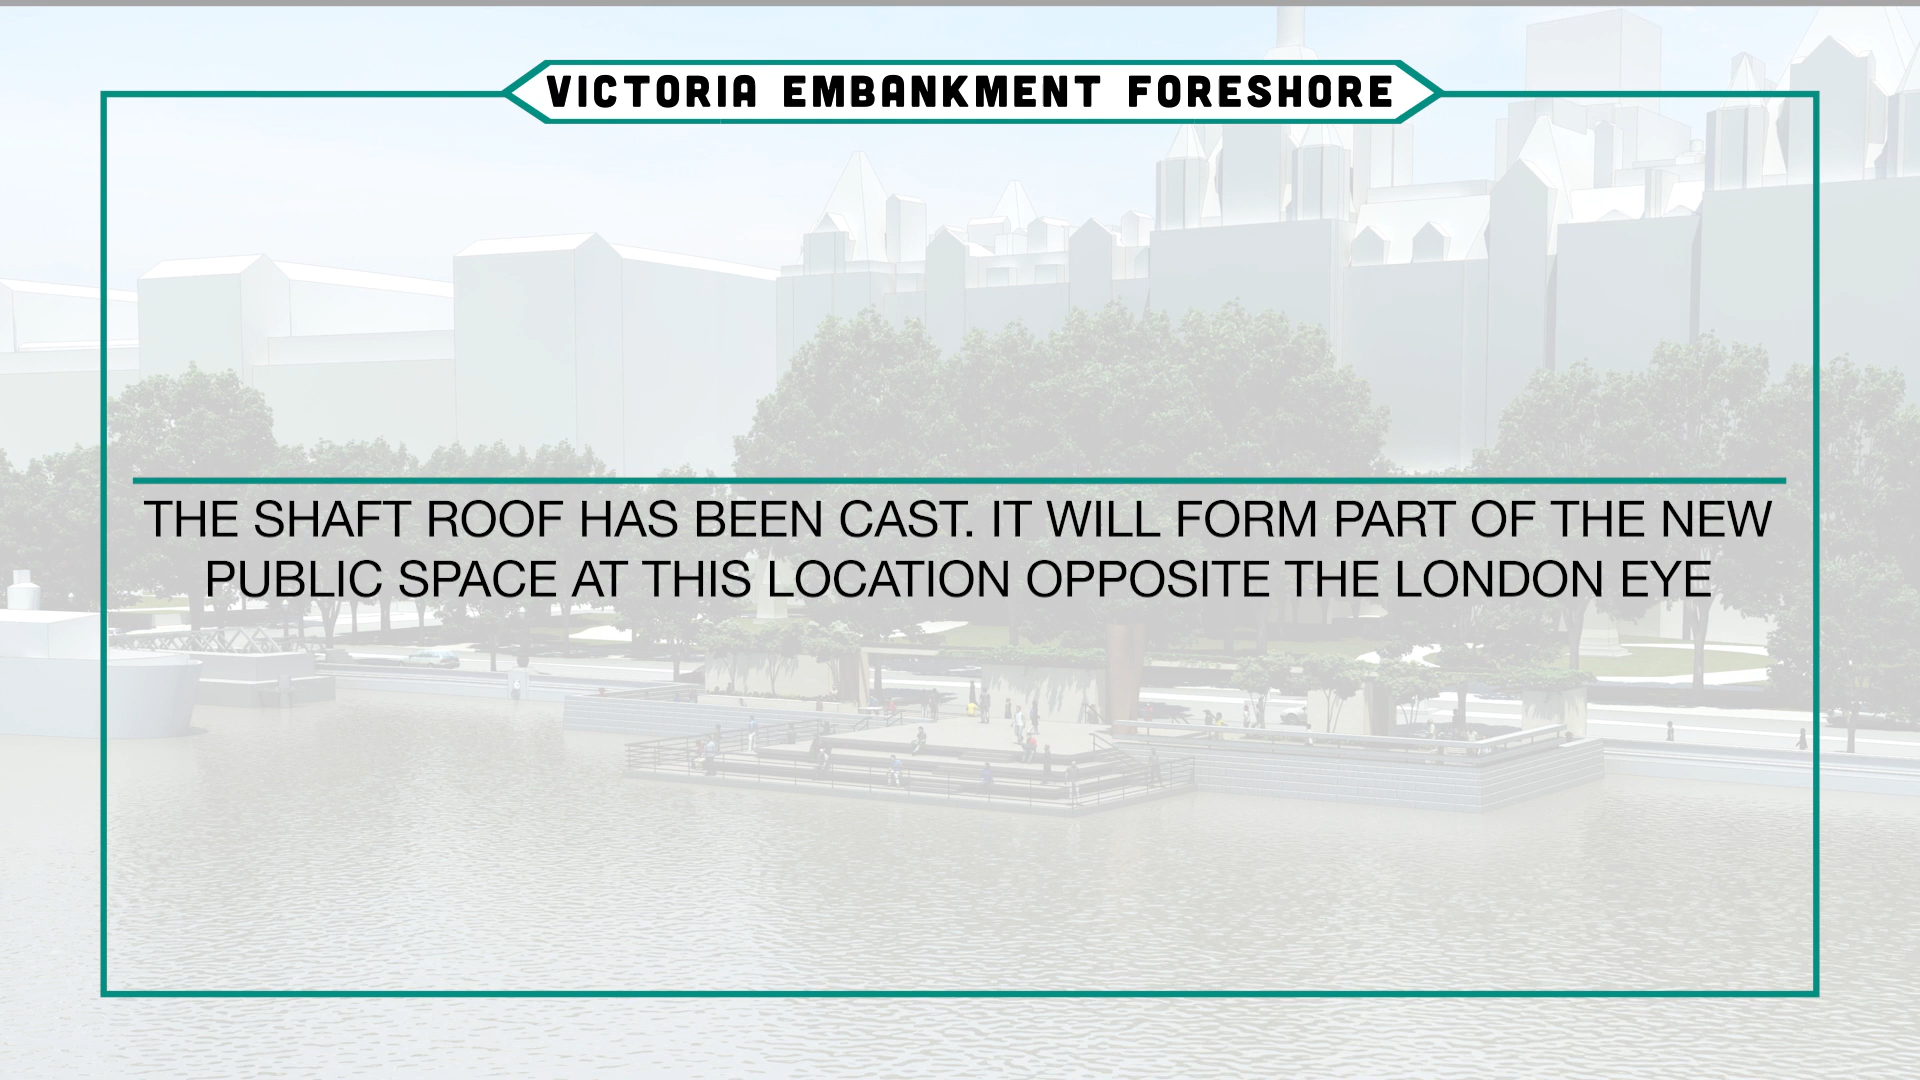 VICTORIA EMBANKMENT FORESHORE
THE SHAFT ROOF HAS BEEN CAST. IT WILL FORM PART OF THE NEW
PUBLIC SPACE AT THIS LOCATION OPPOSITE THE LONDON EYE